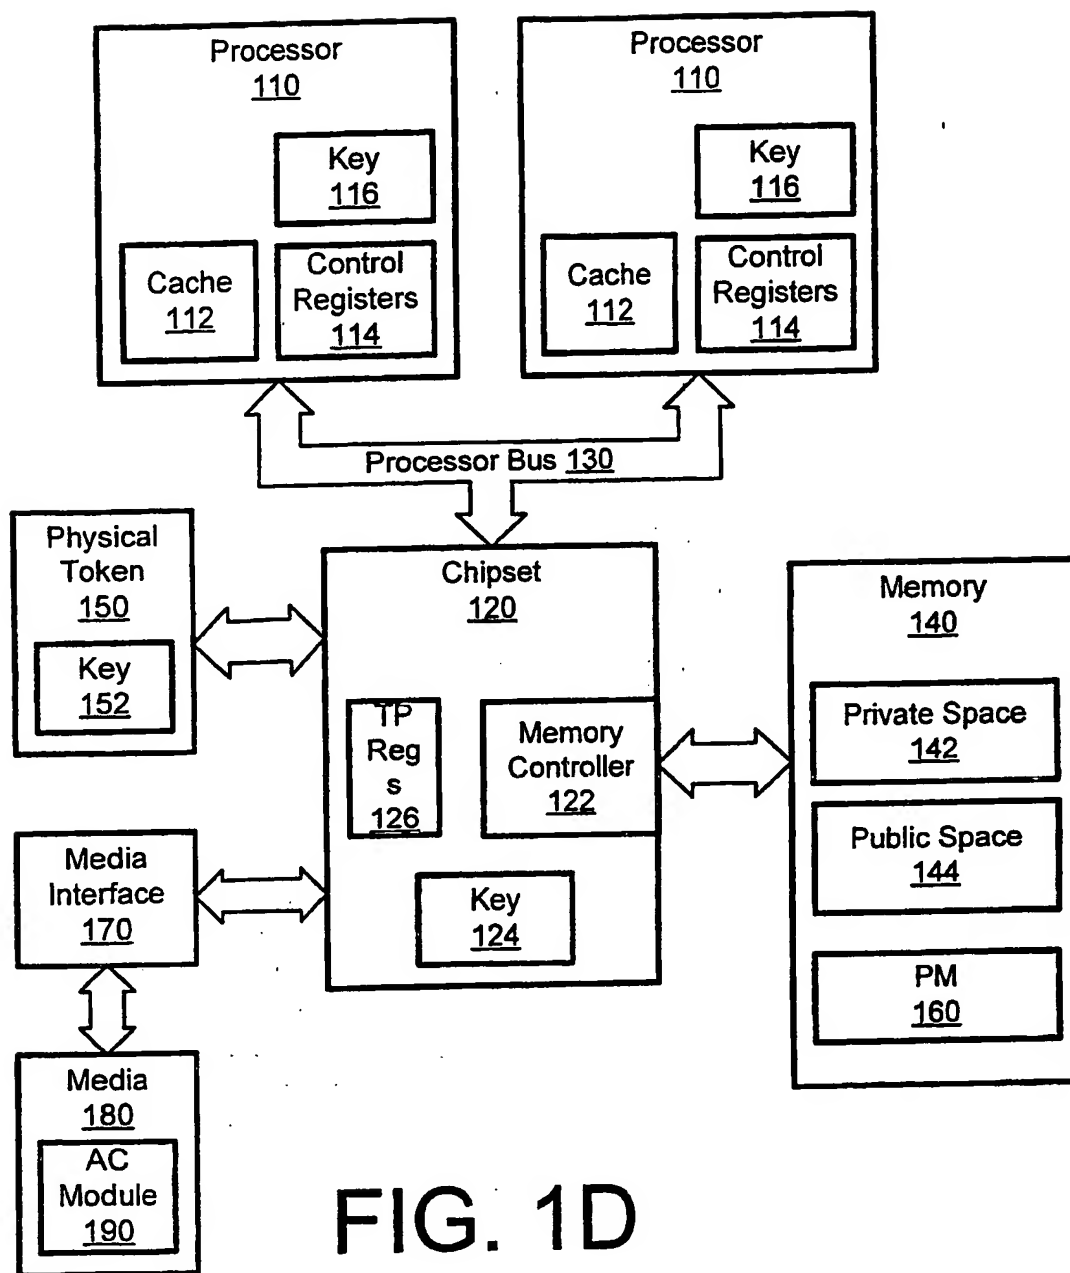 Processor
110
Key
116
Cache
112
Control
Registers
114
Processor
110
Key
116
Cache
112
Control
Registers
114
Processor Bus 130
Physical
Token
150
Key
152
Chipset
120
TP
Reg
s
126
Memory
Controller
122
Key
124
Memory
140
Private Space
142
Public Space
144
PM
160
Media
Interface
170
Media
180
AC
Module
190
FIG. 1D